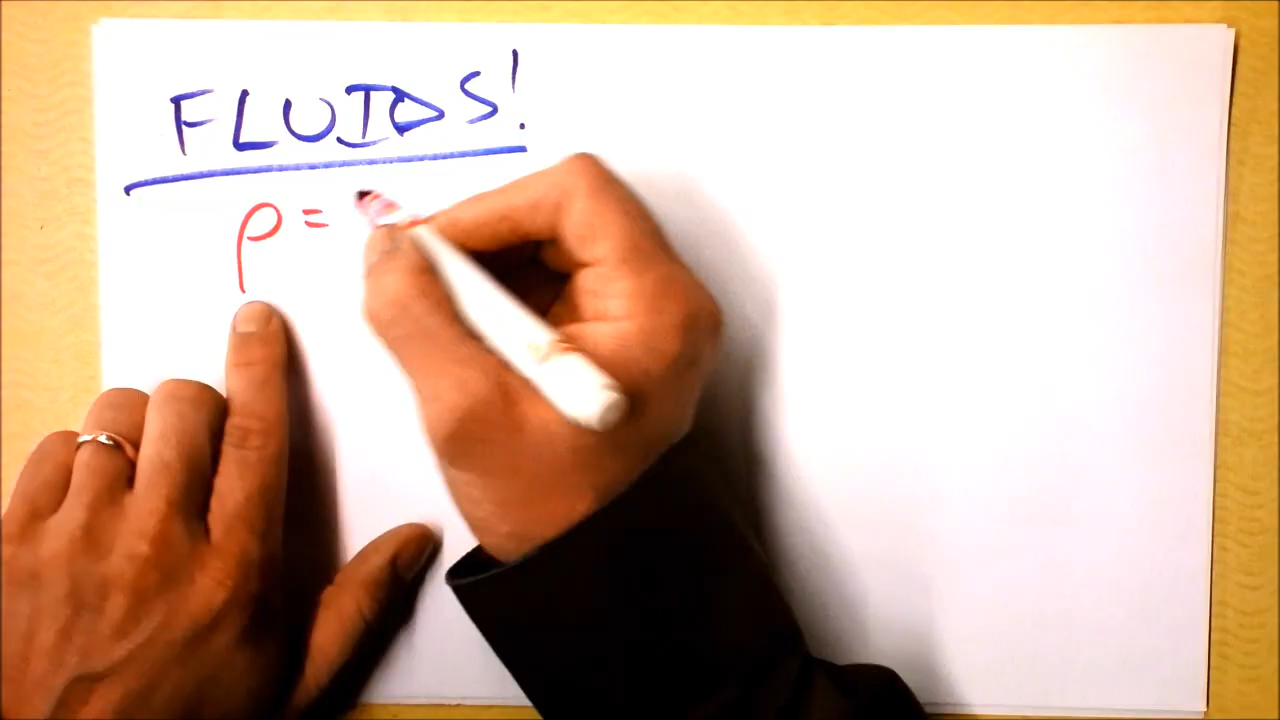 FLUIDS!
ρ =